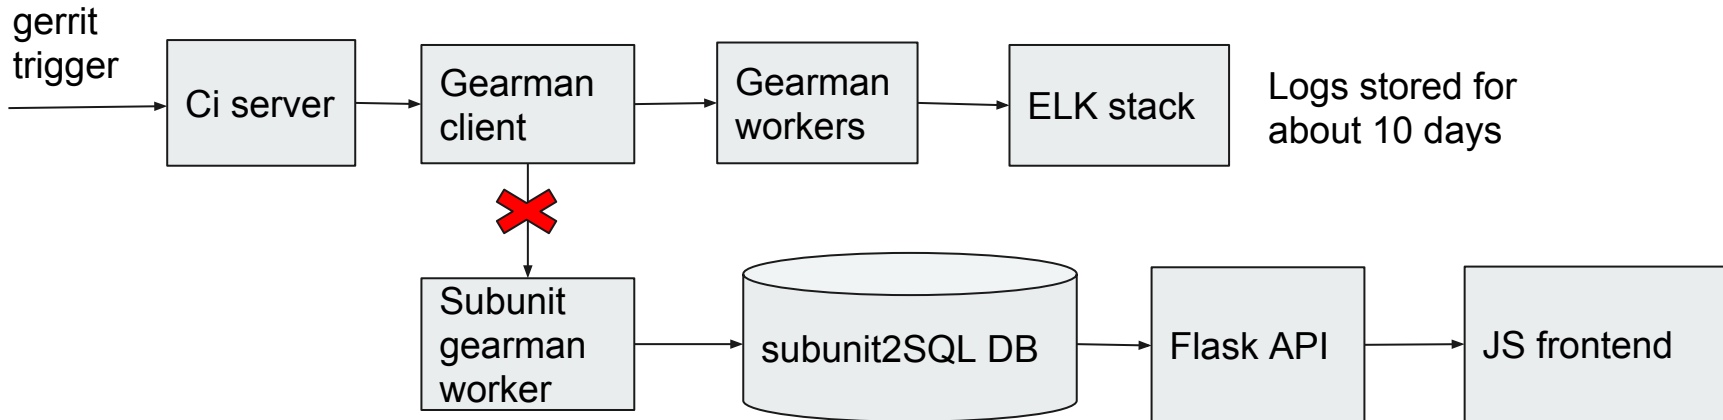 gerrit
trigger
Ci server
Gearman
client
Gearman
workers
ELK stack
Logs stored for
about 10 days
Subunit
gearman
worker
subunit2SQL DB
Flask API
JS frontend